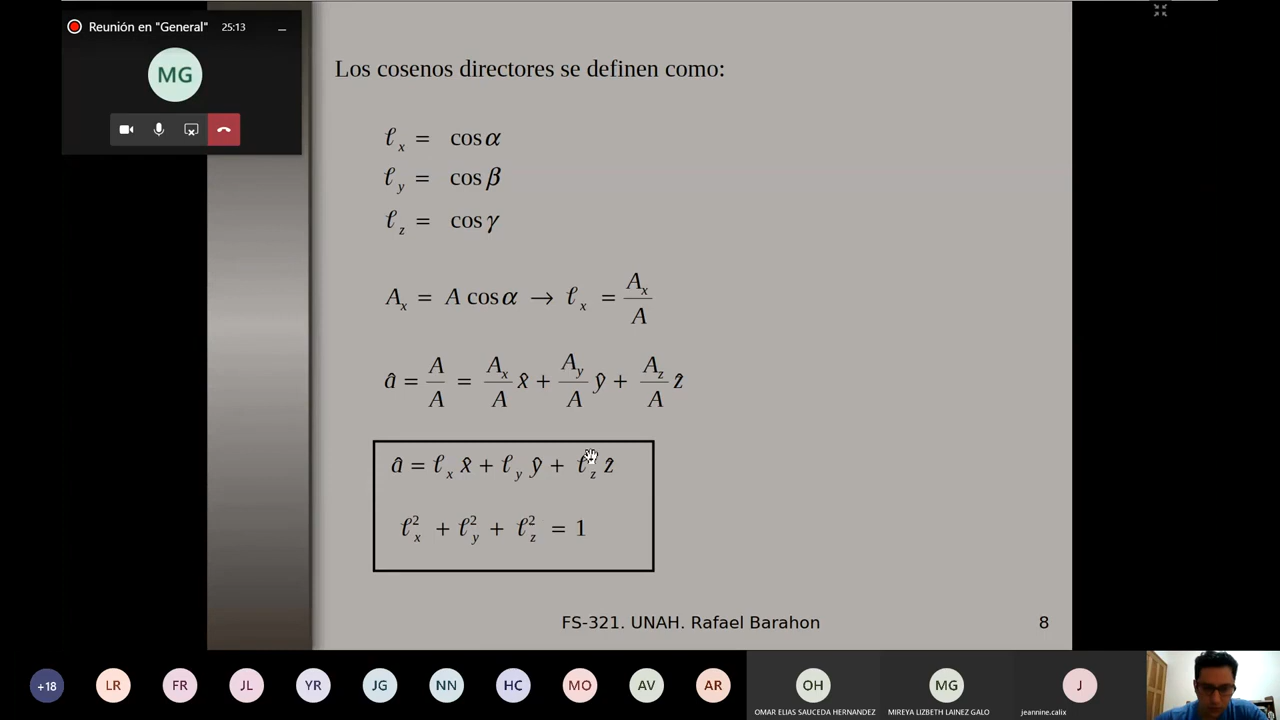 Reunión en "General" 25:13
MG
Los cosenos directores se definen como:
ℓx = cos α
ℓy = cos β
ℓz = cos γ
Ax = A cos α → ℓx = Ax/A
â = A/A = Ax/A x̂ + Ay/A ŷ + Az/A ẑ
â = ℓx x̂ + ℓy ŷ + ℓz ẑ
ℓx² + ℓy² + ℓz² = 1
FS-321. UNAH. Rafael Barahon 8
+18 LR FR JL YR JG NN HC MO AV AR OH MG J
OMAR ELIAS SAUCEDA HERNANDEZ MIREYA LIZBETH LAINEZ GALO jeannine.calix